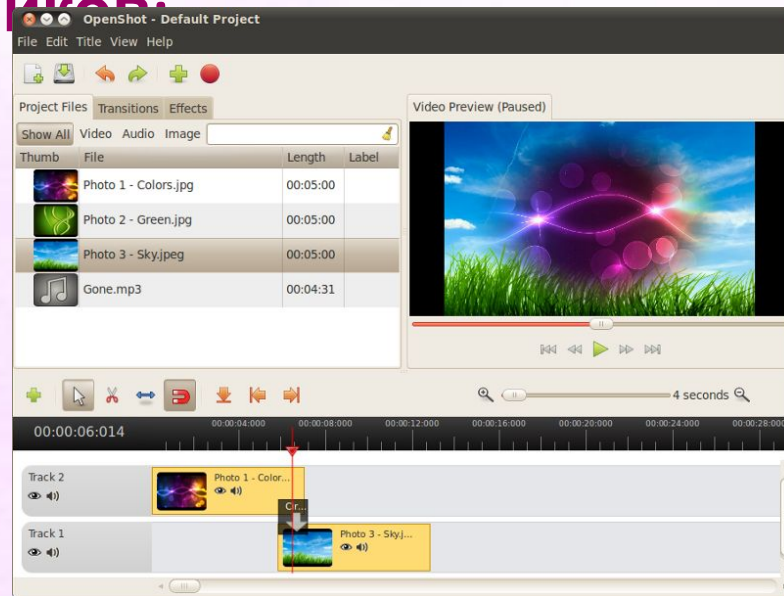 OpenShot - Default Project
File Edit Title View Help
Project Files Transitions Effects
Show All Video Audio Image
Thumb File Length Label
Photo 1 - Colors.jpg 00:05:00
Photo 2 - Green.jpg 00:05:00
Photo 3 - Sky.jpeg 00:05:00
Gone.mp3 00:04:31
Video Preview (Paused)
4 seconds
00:00:06:014
00:00:04:000 00:00:08:000 00:00:12:000 00:00:16:000 00:00:20:000 00:00:24:000 00:00:28:000
Track 2
Photo 1 - Color...
Cir...
Track 1
Photo 3 - Sky.j...